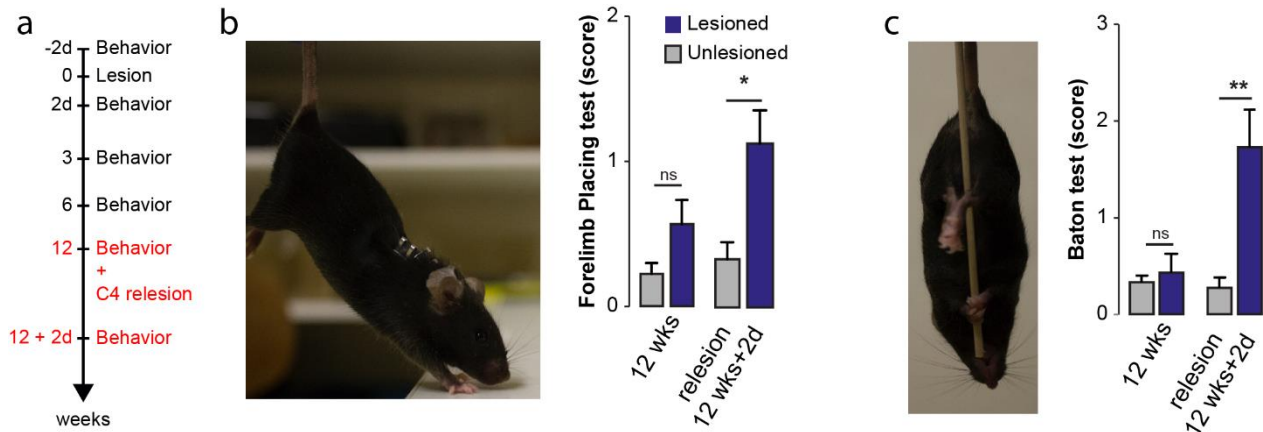 a
-2d Behavior
0 Lesion
2d Behavior
3 Behavior
6 Behavior
12 Behavior
+
C4 relesion
12 + 2d Behavior
weeks
b
Forelimb Placing test (score)
2
1
0
Lesioned
Unlesioned
ns
*
12 wks
relesion
12 wks+2d
c
Baton test (score)
3
2
1
0
ns
**
12 wks
relesion
12 wks+2d